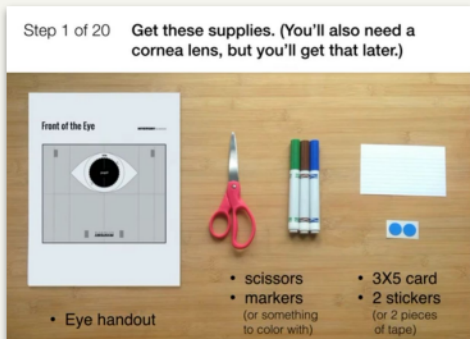 Step 1 of 20
Get these supplies. (You'll also need a
cornea lens, but you'll get that later.)
Front of the Eye
• Eye handout
• scissors
• markers
(or something
to color with)
• 3X5 card
• 2 stickers
(or 2 pieces
of tape)